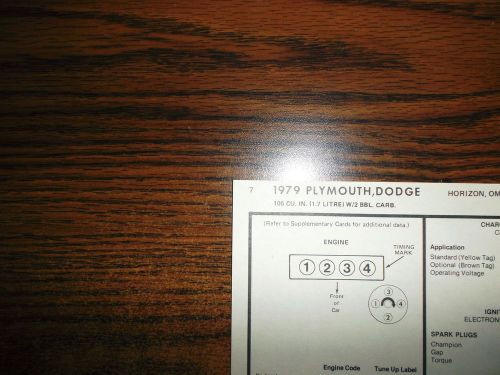 7 1979 PLYMOUTH,DODGE HORIZON, OM
105 CU. IN. (1.7 LITRE) W/2 BBL. CARB.
(Refer to Supplementary Cards for additional data.)
ENGINE
TIMING
MARK
1 2 3 4
Front
of
Car
3
1 4
2
Engine Code Tune Up Label
CHARG
Application
Standard (Yellow Tag)
Optional (Brown Tag)
Operating Voltage
IGNIT
ELECTRON
SPARK PLUGS
Champion
Gap
Torque